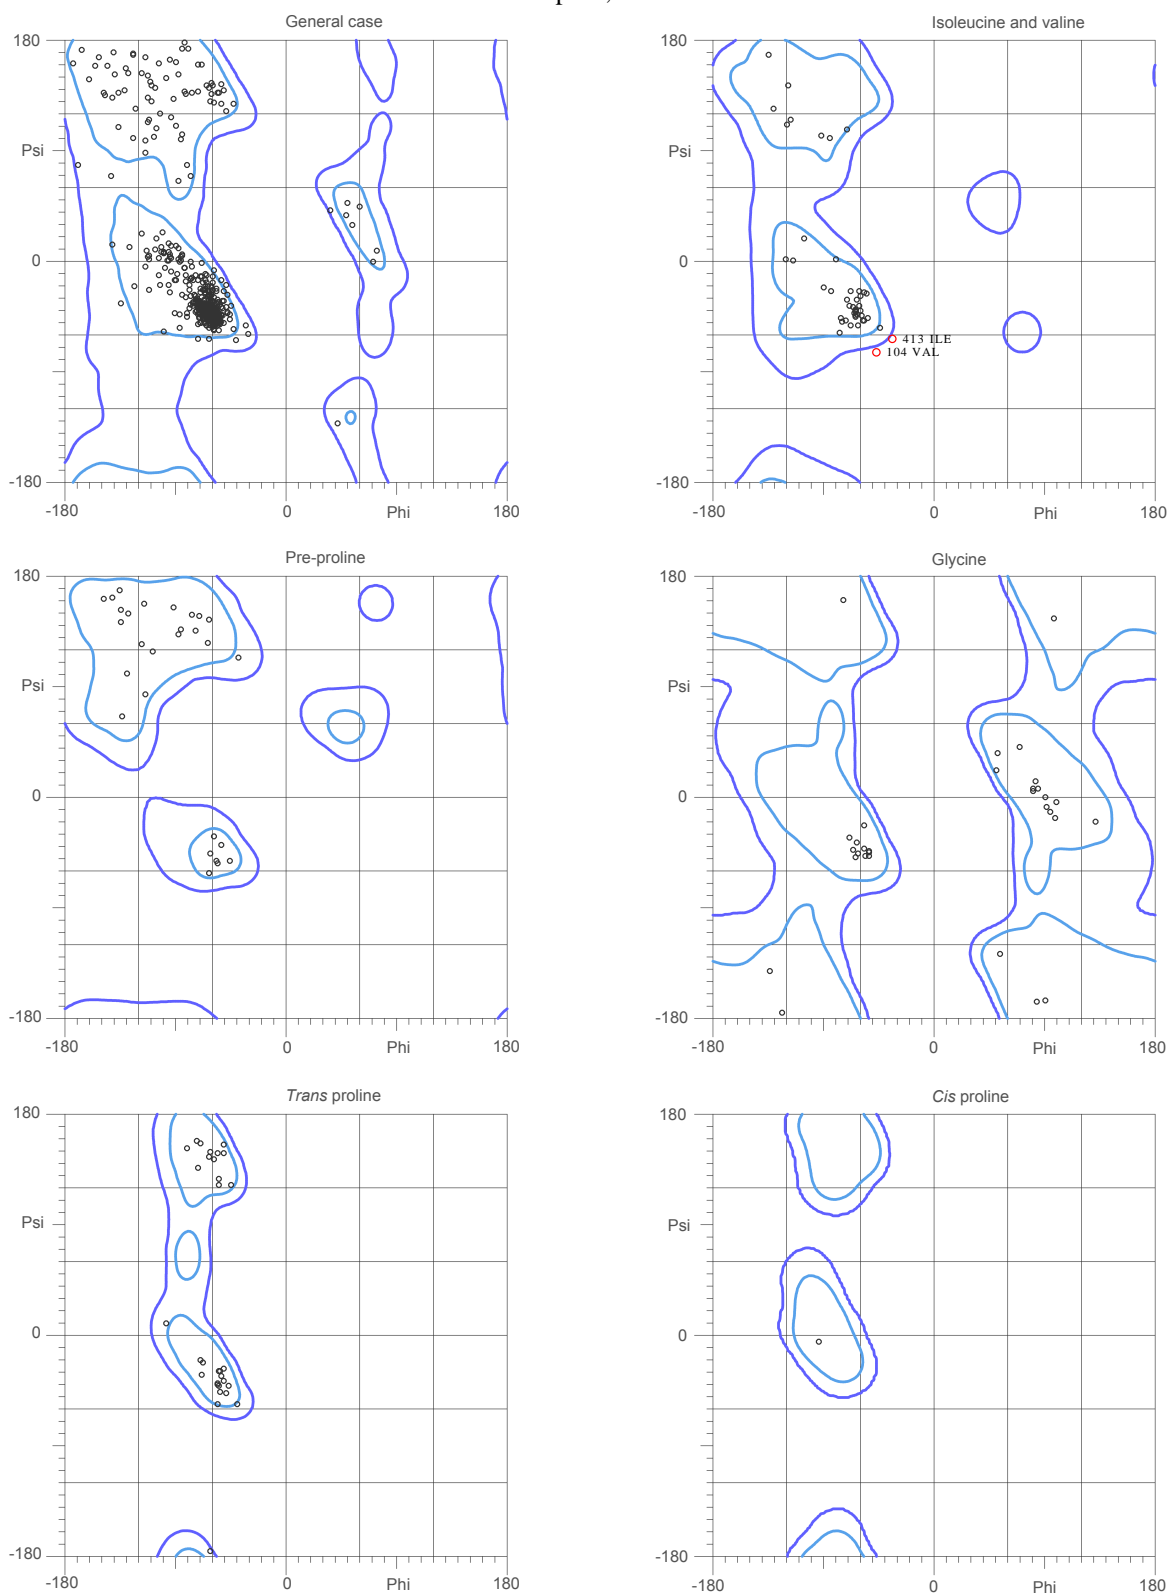 General case
Isoleucine and valine
180
180
Psi
Psi
0
0
413 ILE
104 VAL
-180
-180
-180
0
Phi
180
-180
0
Phi
180
Pre-proline
Glycine
180
180
Psi
Psi
0
0
-180
-180
-180
0
Phi
180
-180
0
Phi
180
Trans proline
Cis proline
180
180
Psi
Psi
0
0
-180
-180
-180
0
Phi
180
-180
0
Phi
180